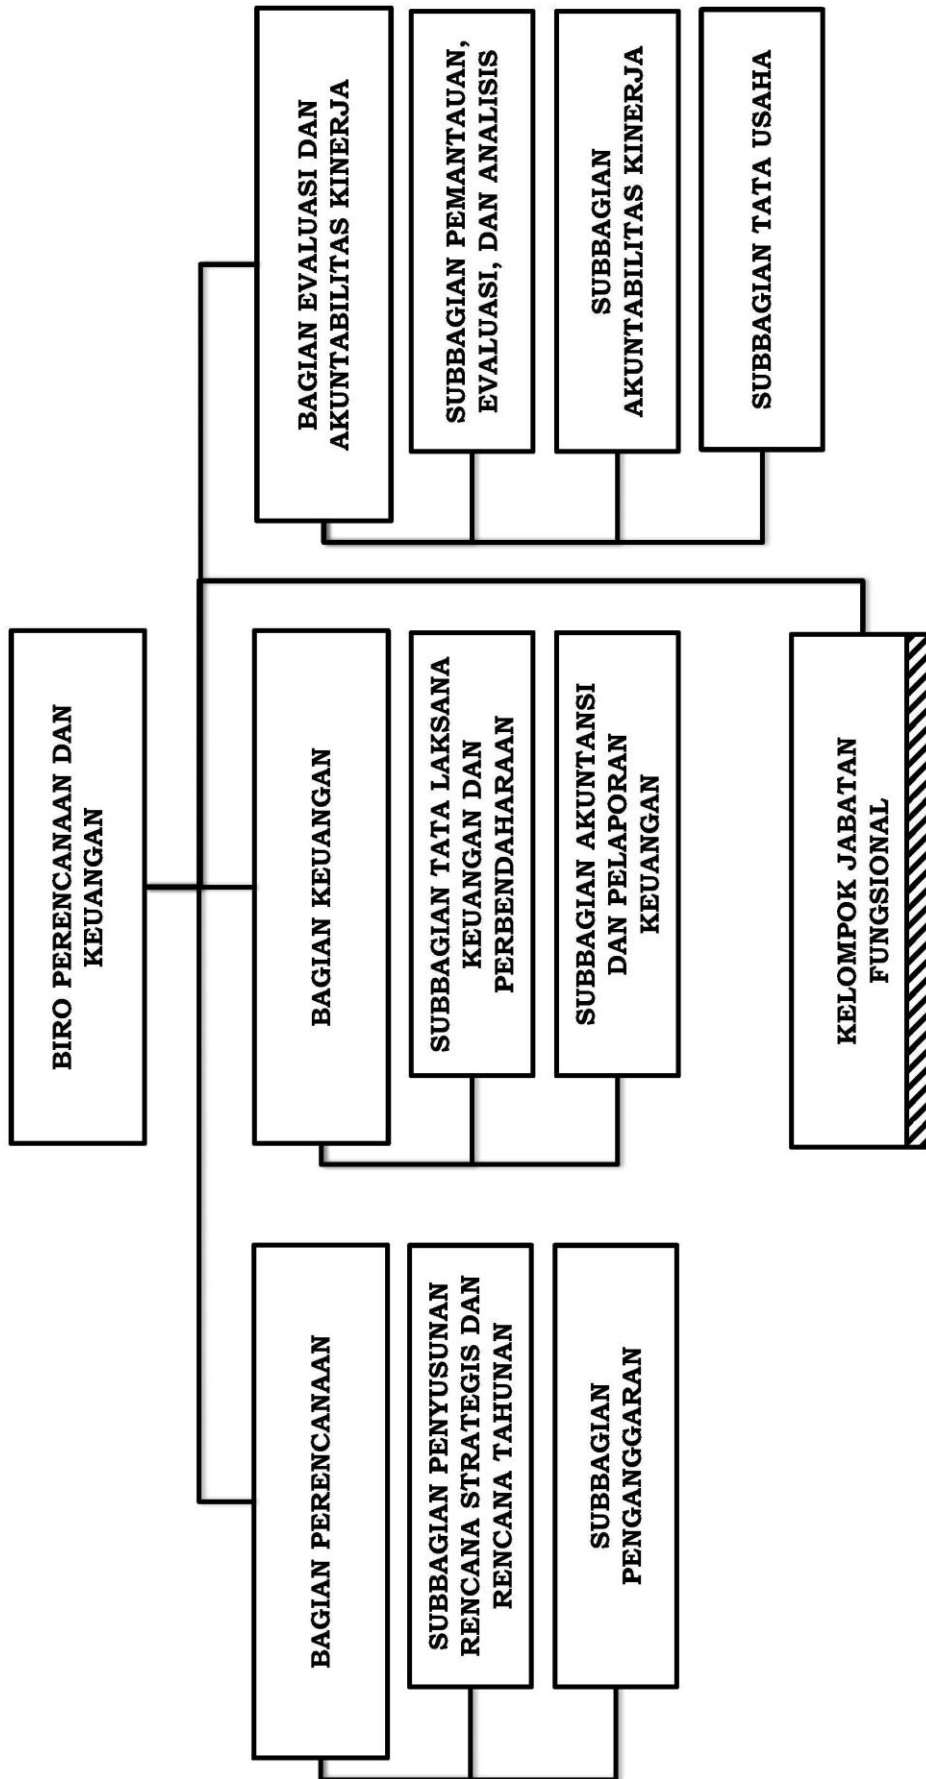 BIRO PERENCANAAN DAN
KEUANGAN
BAGIAN PERENCANAAN
SUBBAGIAN PENYUSUNAN
RENCANA STRATEGIS DAN
RENCANA TAHUNAN
SUBBAGIAN
PENGANGGARAN
BAGIAN KEUANGAN
SUBBAGIAN TATA LAKSANA
KEUANGAN DAN
PERBENDAHARAAN
SUBBAGIAN AKUNTANSI
DAN PELAPORAN
KEUANGAN
BAGIAN EVALUASI DAN
AKUNTABILITAS KINERJA
SUBBAGIAN PEMANTAUAN,
EVALUASI, DAN ANALISIS
SUBBAGIAN
AKUNTABILITAS KINERJA
SUBBAGIAN TATA USAHA
KELOMPOK JABATAN
FUNGSIONAL